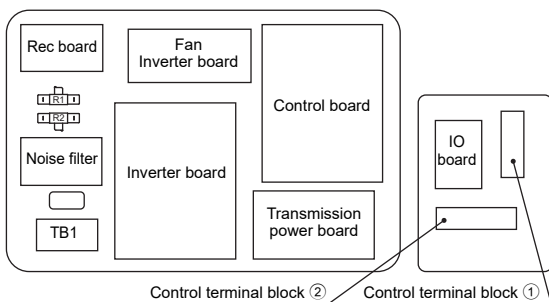 Rec board
Fan
Inverter board
Control board
R1
R2
Noise filter
Inverter board
IO
board
TB1
Transmission
power board
Control terminal block ②
Control terminal block ①